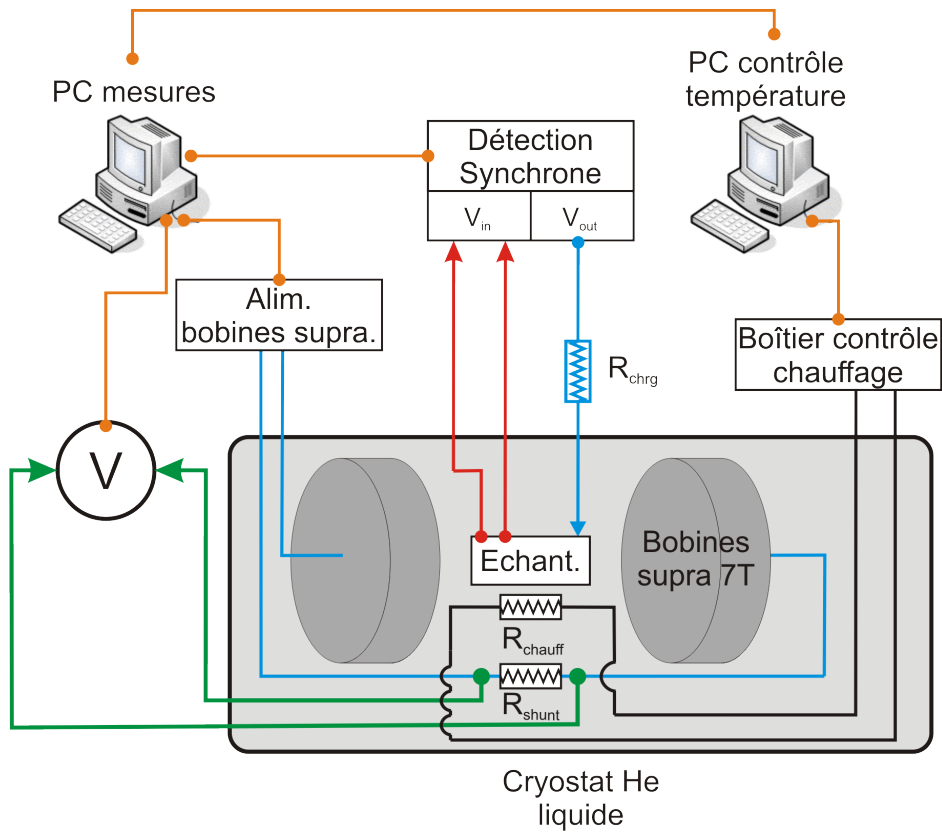 PC mesures
PC contrôle
température
Détection
Synchrone
Vin
Vout
Alim.
bobines supra.
Rchrg
Boîtier contrôle
chauffage
V
Echant.
Bobines
supra 7T
Rchauff
Rshunt
Cryostat He
liquide